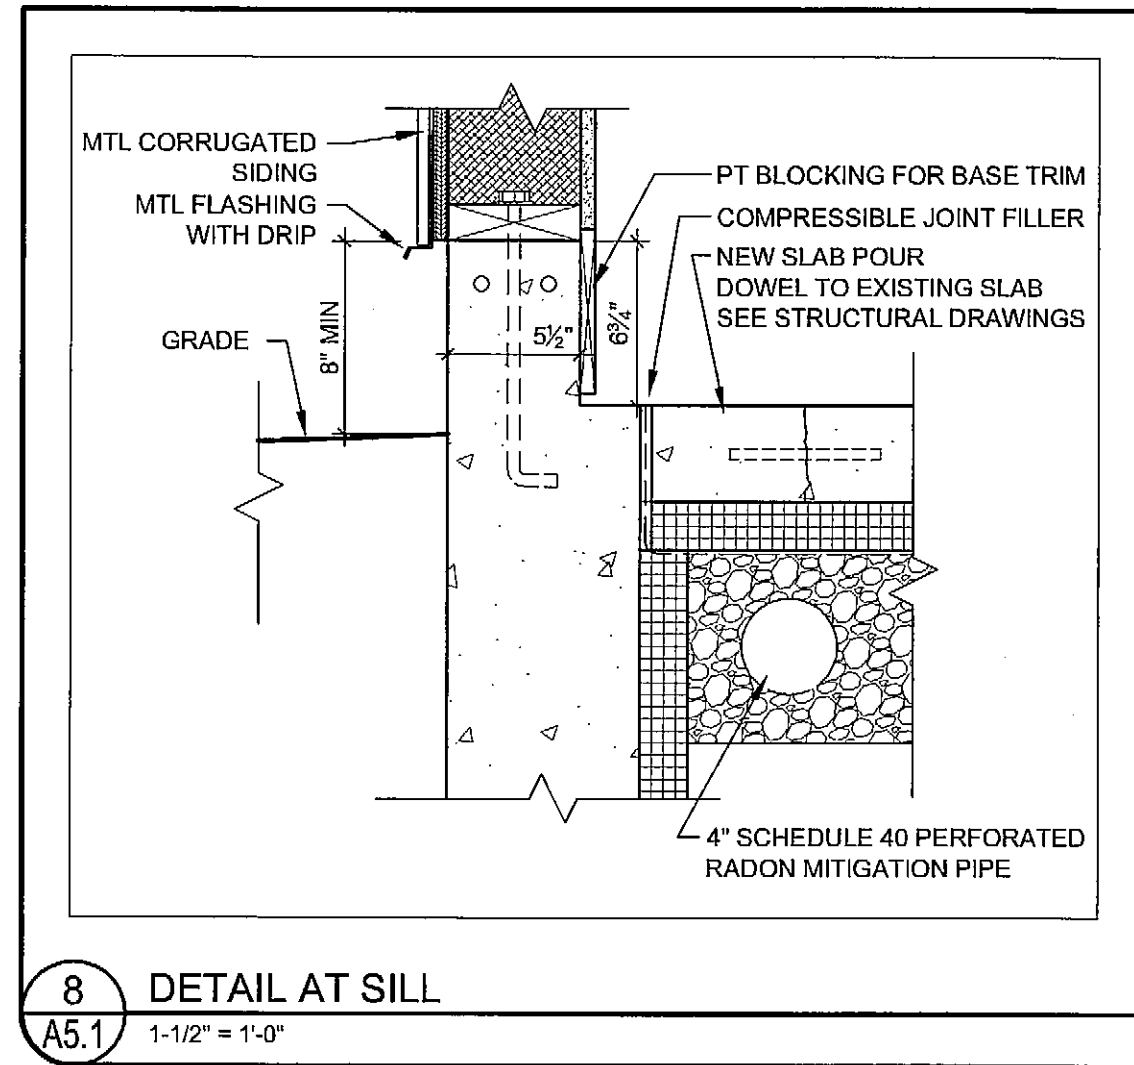 MTL CORRUGATED
SIDING
MTL FLASHING
WITH DRIP
GRADE
8" MIN
5½"
6¾"
PT BLOCKING FOR BASE TRIM
COMPRESSIBLE JOINT FILLER
NEW SLAB POUR
DOWEL TO EXISTING SLAB
SEE STRUCTURAL DRAWINGS
4" SCHEDULE 40 PERFORATED
RADON MITIGATION PIPE
8
A5.1
DETAIL AT SILL
1-1/2" = 1'-0"